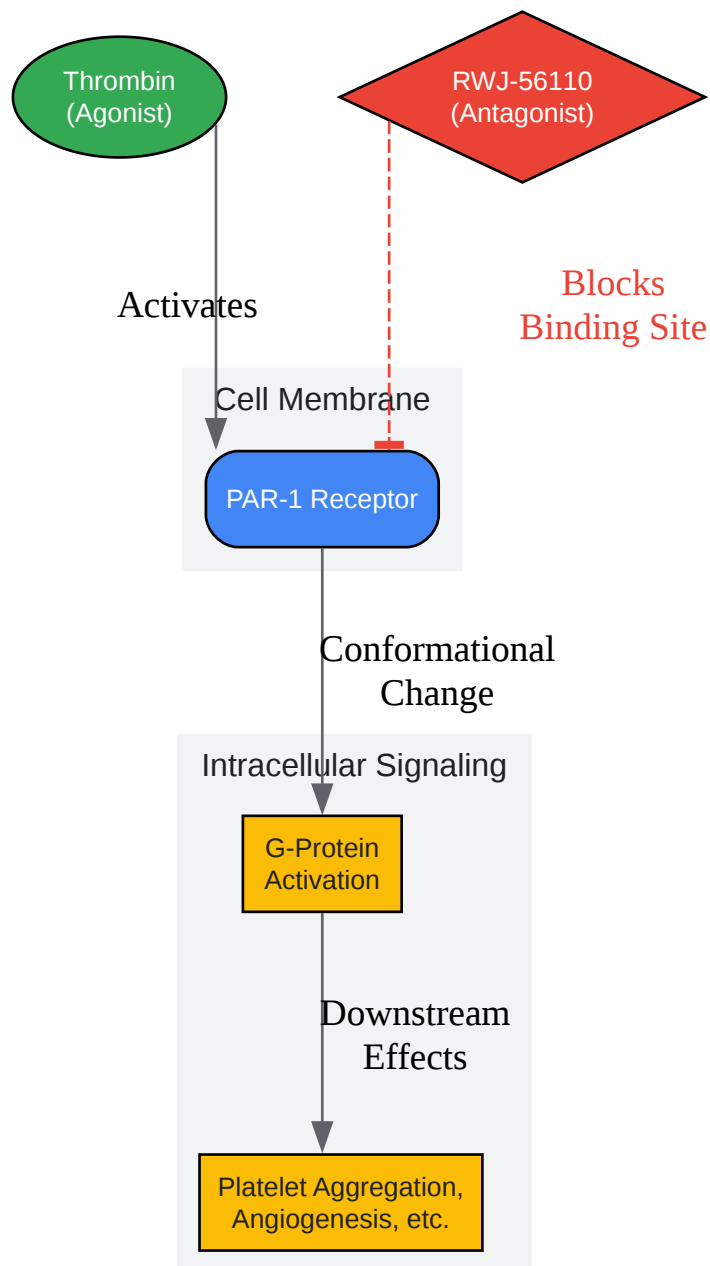 Thrombin
(Agonist)
RWJ-56110
(Antagonist)
Activates
Blocks
Binding Site
Cell Membrane
PAR-1 Receptor
Conformational
Change
Intracellular Signaling
G-Protein
Activation
Downstream
Effects
Platelet Aggregation,
Angiogenesis, etc.